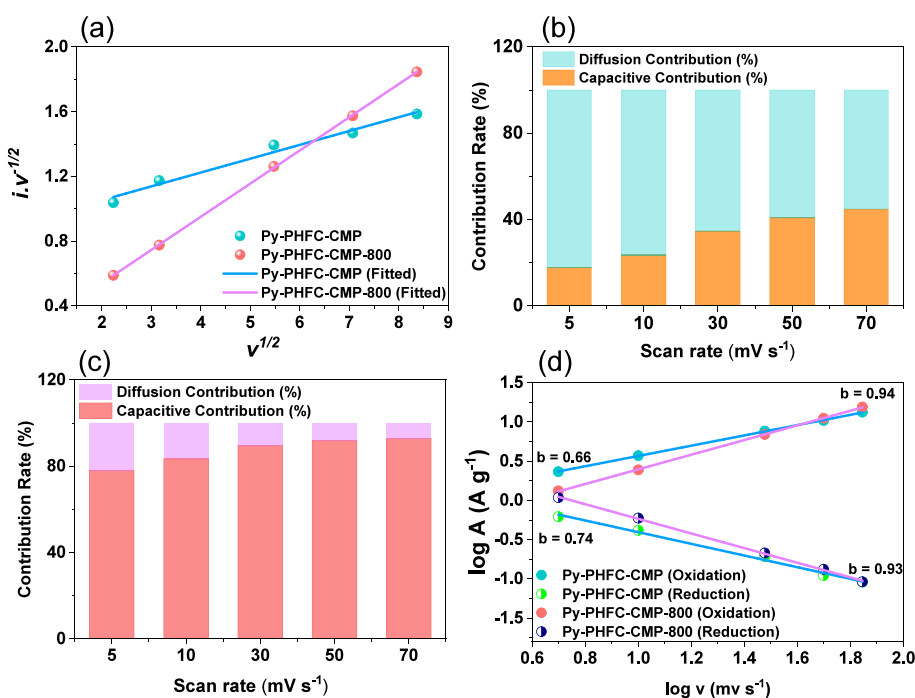 (a)
2.0
1.6
1.2
0.8
0.4
i.v-1/2
Py-PHFC-CMP
Py-PHFC-CMP-800
Py-PHFC-CMP (Fitted)
Py-PHFC-CMP-800 (Fitted)
2 3 4 5 6 7 8 9
v1/2
(b)
120
80
40
0
Contribution Rate (%)
Diffusion Contribution (%)
Capacitive Contribution (%)
5 10 30 50 70
Scan rate (mV s-1)
(c)
120
80
40
0
Contribution Rate (%)
Diffusion Contribution (%)
Capacitive Contribution (%)
5 10 30 50 70
Scan rate (mV s-1)
(d)
1.5
1.0
0.5
0.0
-0.5
-1.0
-1.5
log A (A g-1)
b = 0.94
b = 0.66
b = 0.74
b = 0.93
Py-PHFC-CMP (Oxidation)
Py-PHFC-CMP (Reduction)
Py-PHFC-CMP-800 (Oxidation)
Py-PHFC-CMP-800 (Reduction)
0.6 0.8 1.0 1.2 1.4 1.6 1.8 2.0
log v (mv s-1)